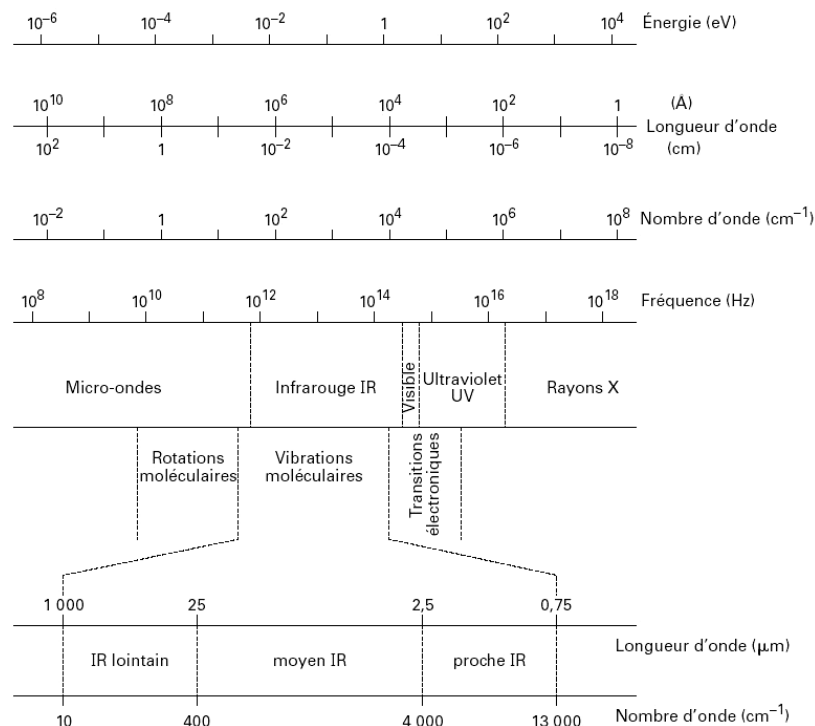 10⁻⁶ 10⁻⁴ 10⁻² 1 10² 10⁴ Énergie (eV)
10¹⁰ 10⁸ 10⁶ 10⁴ 10² 1 (Å)
Longueur d’onde
10² 1 10⁻² 10⁻⁴ 10⁻⁶ 10⁻⁸ (cm)
10⁻² 1 10² 10⁴ 10⁶ 10⁸ Nombre d’onde (cm⁻¹)
10⁸ 10¹⁰ 10¹² 10¹⁴ 10¹⁶ 10¹⁸ Fréquence (Hz)
Micro-ondes
Infrarouge IR
Visible
Ultraviolet
UV
Rayons X
Rotations
moléculaires
Vibrations
moléculaires
Transitions
électroniques
1 000 25 2,5 0,75
Longueur d’onde (μm)
IR lointain moyen IR proche IR
10 400 4 000 13 000 Nombre d’onde (cm⁻¹)